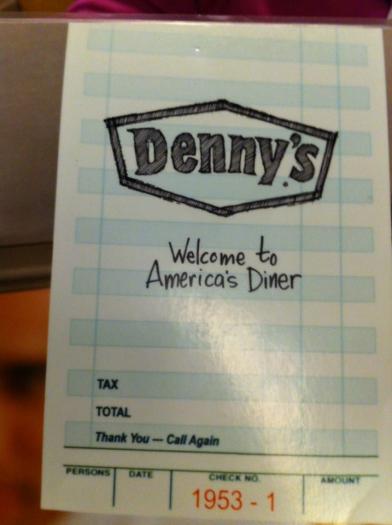 Denny's
Welcome to
America's Diner
TAX
TOTAL
Thank You — Call Again
PERSONS DATE CHECK NO. AMOUNT
1953 - 1